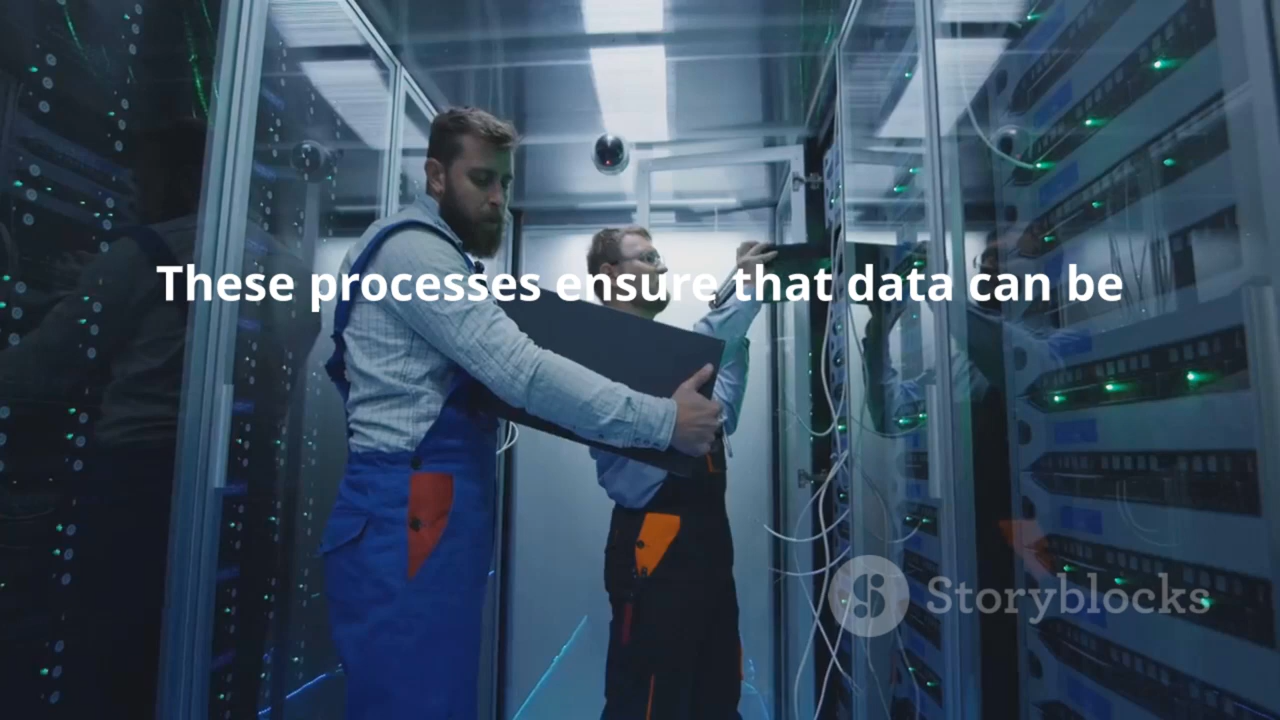 These processes ensure that data can be
Storyblocks